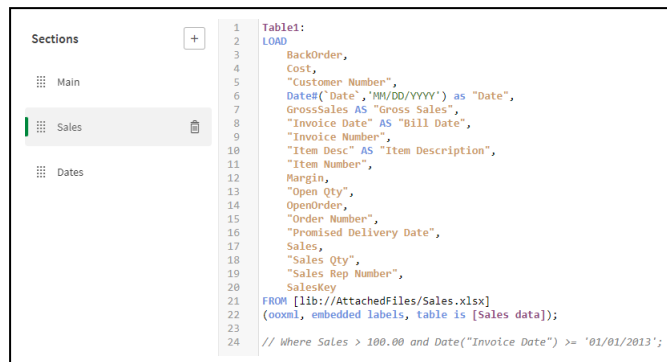 Sections
+
Main
Sales
Dates
1 Table1:
2 LOAD
3 BackOrder,
4 Cost,
5 "Customer Number",
6 Date#(`Date`,'MM/DD/YYYY') as "Date",
7 GrossSales AS "Gross Sales",
8 "Invoice Date" AS "Bill Date",
9 "Invoice Number",
10 "Item Desc" AS "Item Description",
11 "Item Number",
12 Margin,
13 "Open Qty",
14 OpenOrder,
15 "Order Number",
16 "Promised Delivery Date",
17 Sales,
18 "Sales Qty",
19 "Sales Rep Number",
20 SalesKey
21 FROM [lib://AttachedFiles/Sales.xlsx]
22 (ooxml, embedded labels, table is [Sales data]);
23
24 // Where Sales > 100.00 and Date("Invoice Date") >= '01/01/2013';